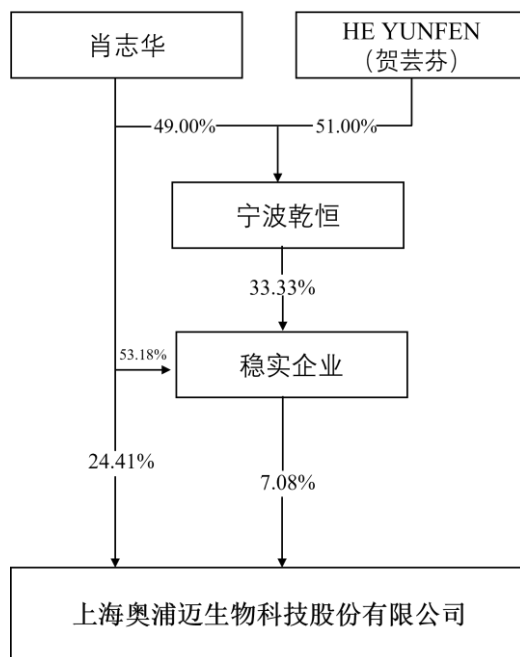 肖志华
HE YUNFEN
（贺芸芬）
49.00%
51.00%
宁波乾恒
33.33%
53.18%
稳实企业
24.41%
7.08%
上海奥浦迈生物科技股份有限公司